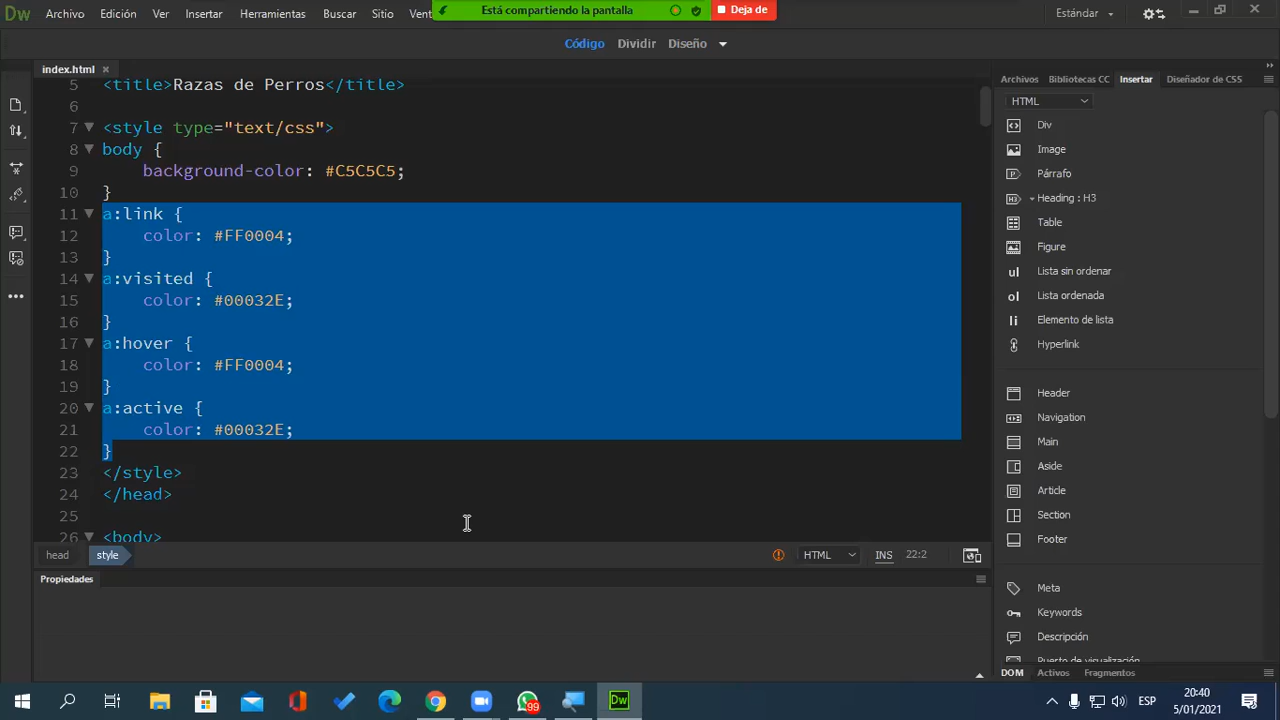 Dw
Archivo Edición Ver Insertar Herramientas Buscar Sitio Vent
Está compartiendo la pantalla
Deja de
Estándar
Código Dividir Diseño
index.html
Archivos Bibliotecas CC Insertar Diseñador de CSS
HTML
Div
Image
Párrafo
Heading : H3
Table
Figure
ul Lista sin ordenar
ol Lista ordenada
li Elemento de lista
Hyperlink
Header
Navigation
Main
Aside
Article
Section
Footer
Meta
Keywords
Descripción
Puerto de visualización
DOM Activos Fragmentos
5 <title>Razas de Perros</title>
6
7 <style type="text/css">
8 body {
9 background-color: #C5C5C5;
10 }
11 a:link {
12 color: #FF0004;
13 }
14 a:visited {
15 color: #00032E;
16 }
17 a:hover {
18 color: #FF0004;
19 }
20 a:active {
21 color: #00032E;
22 }
23 </style>
24 </head>
25
26 <body>
head style
HTML INS 22:2
Propiedades
99
Dw
ESP
20:40
5/01/2021